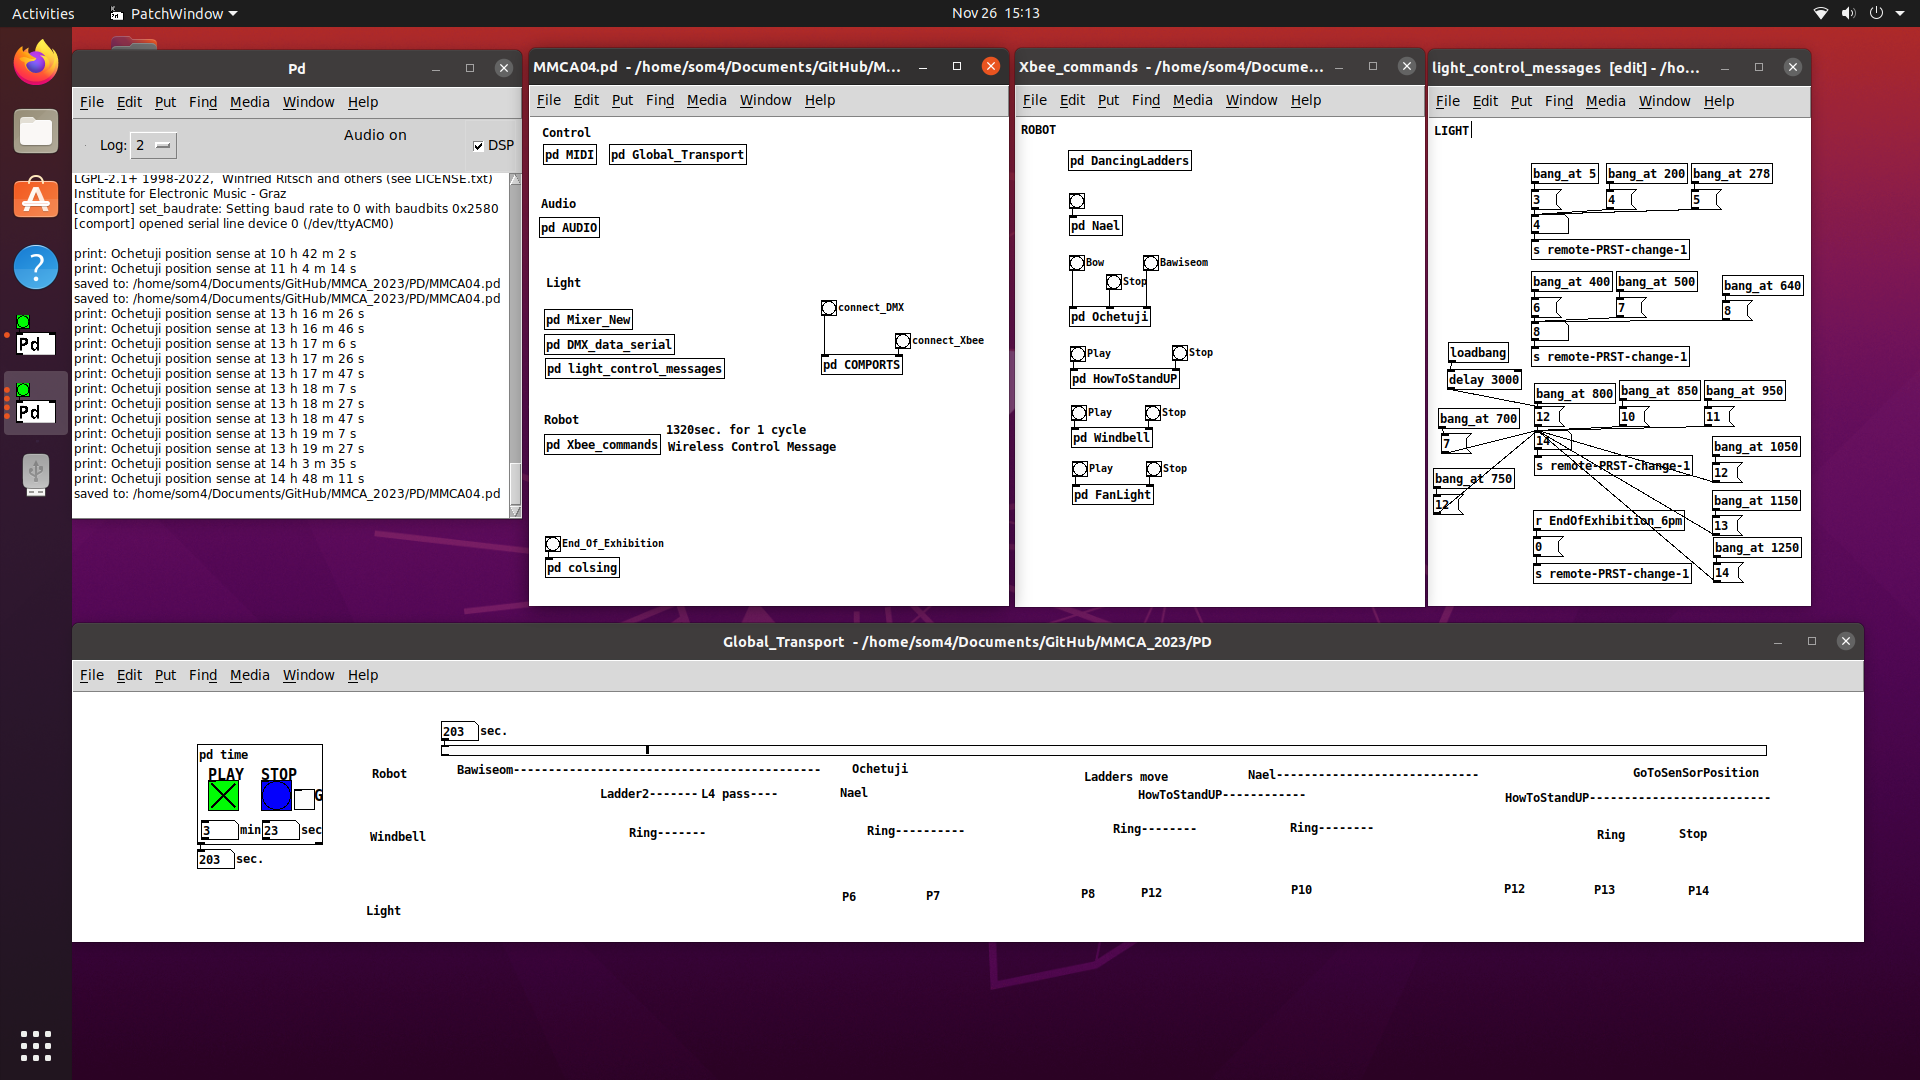 Activities
PatchWindow
Nov 26 15:13
Pd
File Edit Put Find Media Window Help
Audio on
Log: 2
DSP
LGPL-2.1+ 1998-2022, Winfried Ritsch and others (see LICENSE.txt)
Institute for Electronic Music - Graz
[comport] set_baudrate: Setting baud rate to 0 with baudbits 0x2580
[comport] opened serial line device 0 (/dev/ttyACM0)
print: Ochetuji position sense at 10 h 42 m 2 s
print: Ochetuji position sense at 11 h 4 m 14 s
saved to: /home/som4/Documents/GitHub/MMCA_2023/PD/MMCA04.pd
saved to: /home/som4/Documents/GitHub/MMCA_2023/PD/MMCA04.pd
print: Ochetuji position sense at 13 h 16 m 26 s
print: Ochetuji position sense at 13 h 16 m 46 s
print: Ochetuji position sense at 13 h 17 m 6 s
print: Ochetuji position sense at 13 h 17 m 26 s
print: Ochetuji position sense at 13 h 17 m 47 s
print: Ochetuji position sense at 13 h 18 m 7 s
print: Ochetuji position sense at 13 h 18 m 27 s
print: Ochetuji position sense at 13 h 18 m 47 s
print: Ochetuji position sense at 13 h 19 m 7 s
print: Ochetuji position sense at 13 h 19 m 27 s
print: Ochetuji position sense at 14 h 3 m 35 s
print: Ochetuji position sense at 14 h 48 m 11 s
saved to: /home/som4/Documents/GitHub/MMCA_2023/PD/MMCA04.pd
Pd
Pd
MMCA04.pd - /home/som4/Documents/GitHub/M...
File Edit Put Find Media Window Help
Control
pd MIDI pd Global_Transport
Audio
pd AUDIO
Light
connect_DMX
pd Mixer_New
connect_Xbee
pd DMX_data_serial
pd light_control_messages
pd COMPORTS
Robot
1320sec. for 1 cycle
pd Xbee_commands
Wireless Control Message
End_Of_Exhibition
pd colsing
Xbee_commands - /home/som4/Docume...
File Edit Put Find Media Window Help
ROBOT
pd DancingLadders
pd Nael
Bow Bawiseom
Stop
pd Ochetuji
Play Stop
pd HowToStandUP
Play Stop
pd Windbell
Play Stop
pd FanLight
light_control_messages [edit] - /ho...
File Edit Put Find Media Window Help
LIGHT
bang_at 5 bang_at 200 bang_at 278
3 4 5
4
s remote-PRST-change-1
bang_at 400 bang_at 500 bang_at 640
6 7 8
8
s remote-PRST-change-1
loadbang
delay 3000
bang_at 800 bang_at 850 bang_at 950
12 10 11
bang_at 700
7
14
bang_at 1050
s remote-PRST-change-1
12
bang_at 750
12
bang_at 1150
r EndOfExhibition_6pm
13
0
bang_at 1250
s remote-PRST-change-1
14
Global_Transport - /home/som4/Documents/GitHub/MMCA_2023/PD
File Edit Put Find Media Window Help
203 sec.
pd time
PLAY STOP
G
3 min 23 sec
203 sec.
Robot Bawiseom------------------------------------------ Ochetuji Ladders move Nael---------------------------- GoToSenSorPosition
Ladder2------- L4 pass---- Nael HowToStandUP------------ HowToStandUP-------------------------
Windbell Ring------- Ring---------- Ring-------- Ring-------- Ring Stop
P6 P7 P8 P12 P10 P12 P13 P14
Light